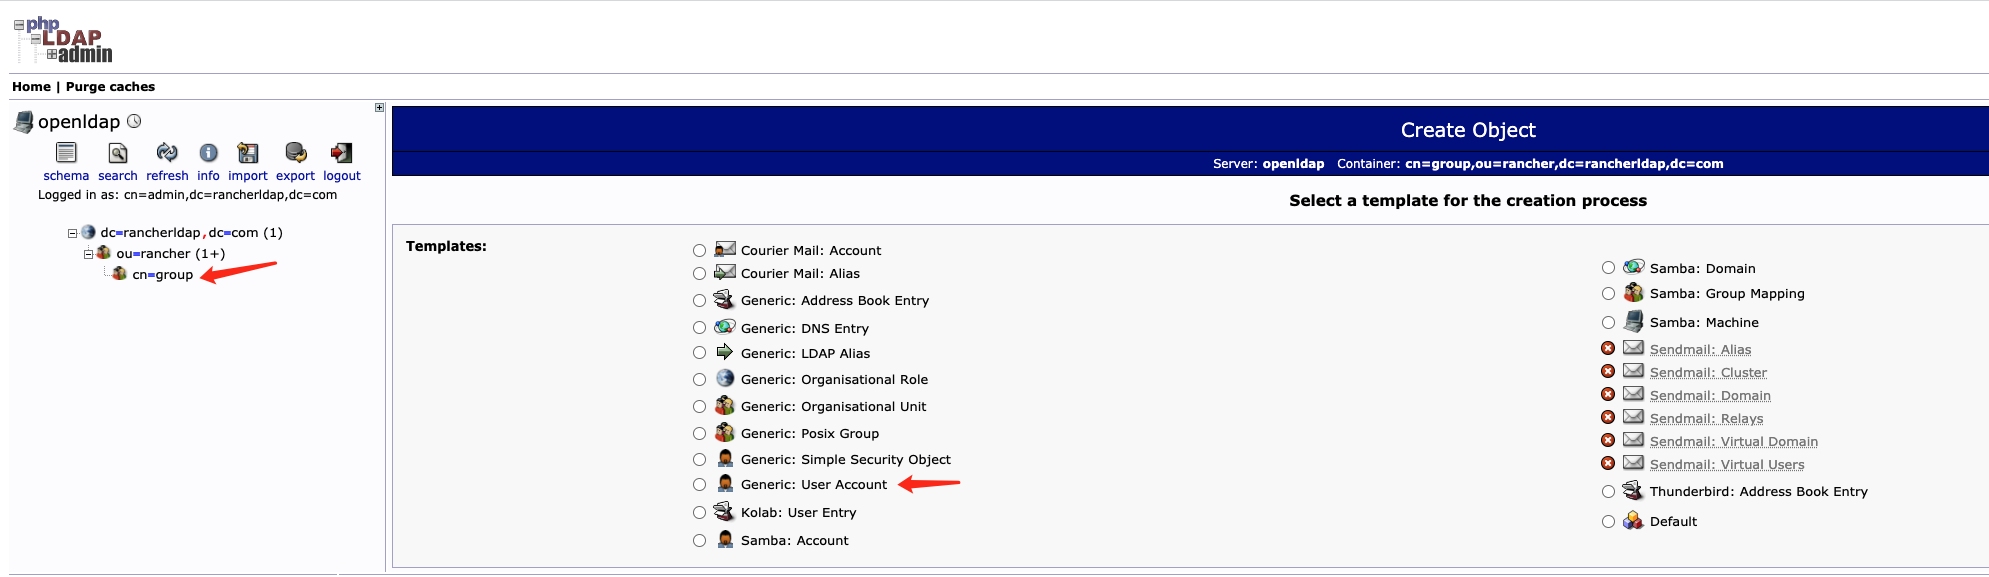 php
LDAP
admin
Home | Purge caches
openldap
schema search refresh info import export logout
Logged in as: cn=admin,dc=rancherldap,dc=com
dc=rancherldap,dc=com (1)
ou=rancher (1+)
cn=group
Create Object
Server: openldap Container: cn=group,ou=rancher,dc=rancherldap,dc=com
Select a template for the creation process
Templates:
Courier Mail: Account
Courier Mail: Alias
Generic: Address Book Entry
Generic: DNS Entry
Generic: LDAP Alias
Generic: Organisational Role
Generic: Organisational Unit
Generic: Posix Group
Generic: Simple Security Object
Generic: User Account
Kolab: User Entry
Samba: Account
Samba: Domain
Samba: Group Mapping
Samba: Machine
Sendmail: Alias
Sendmail: Cluster
Sendmail: Domain
Sendmail: Relays
Sendmail: Virtual Domain
Sendmail: Virtual Users
Thunderbird: Address Book Entry
Default